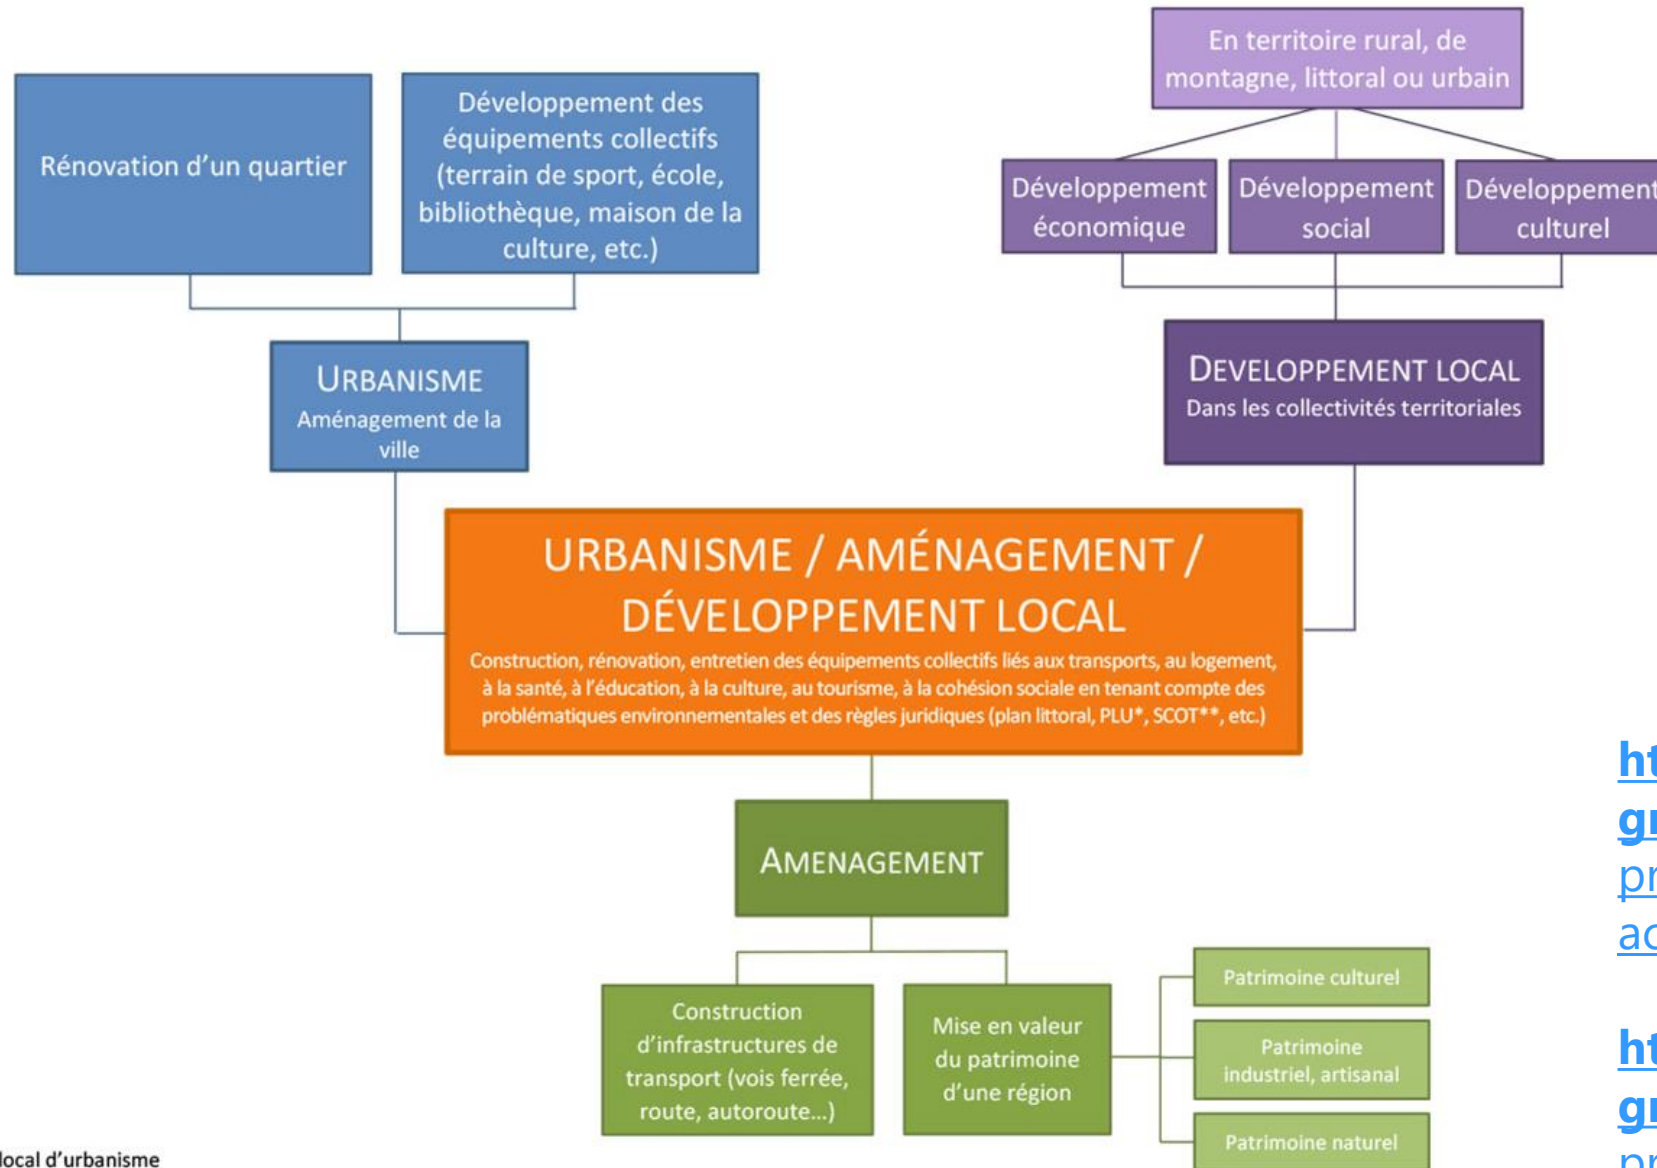 En territoire rural, de
montagne, littoral ou urbain
Rénovation d'un quartier
Développement des
équipements collectifs
(terrain de sport, école,
bibliothèque, maison de la
culture, etc.)
Développement
économique
Développement
social
Développement
culturel
URBANISME
Aménagement de la
ville
DEVELOPPEMENT LOCAL
Dans les collectivités territoriales
URBANISME / AMÉNAGEMENT /
DÉVELOPPEMENT LOCAL
Construction, rénovation, entretien des équipements collectifs liés aux transports, au logement,
à la santé, à l'éducation, à la culture, au tourisme, à la cohésion sociale en tenant compte des
problématiques environnementales et des règles juridiques (plan littoral, PLU*, SCOT**, etc.)
AMENAGEMENT
Construction
d'infrastructures de
transport (vois ferrée,
route, autoroute...)
Mise en valeur
du patrimoine
d'une région
Patrimoine culturel
Patrimoine
industriel, artisanal
Patrimoine naturel
local d'urbanisme